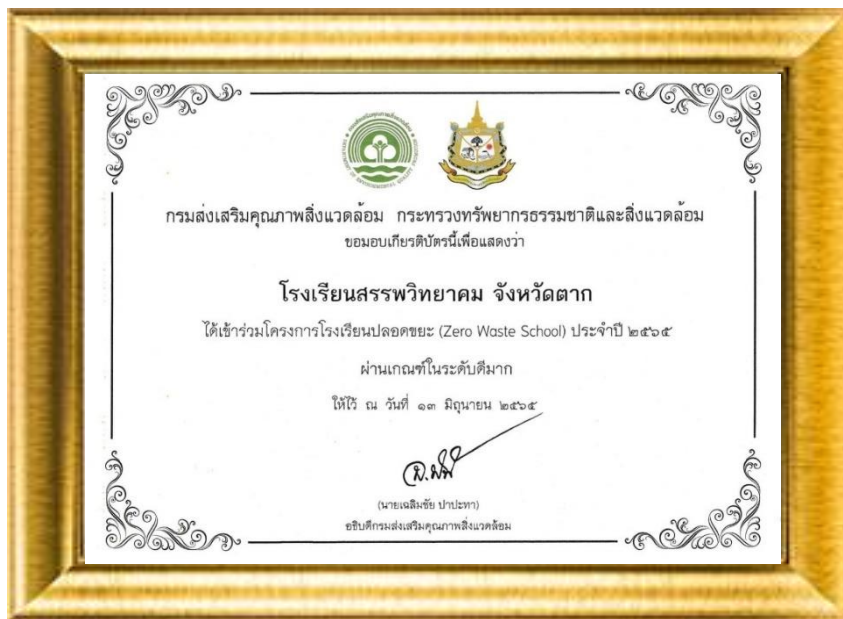 กรมส่งเสริมคุณภาพสิ่งแวดล้อม กระทรวงทรัพยากรธรรมชาติและสิ่งแวดล้อม
ขอมอบเกียรติบัตรนี้เพื่อแสดงว่า
โรงเรียนสรรพวิทยาคม จังหวัดตาก
ได้เข้าร่วมโครงการโรงเรียนปลอดขยะ (Zero Waste School) ประจำปี ๒๕๖๕
ผ่านเกณฑ์ในระดับดีมาก
ให้ไว้ ณ วันที่ ๑๓ มิถุนายน ๒๕๖๕
(นายเฉลิมชัย ปาปะทา)
อธิบดีกรมส่งเสริมคุณภาพสิ่งแวดล้อม